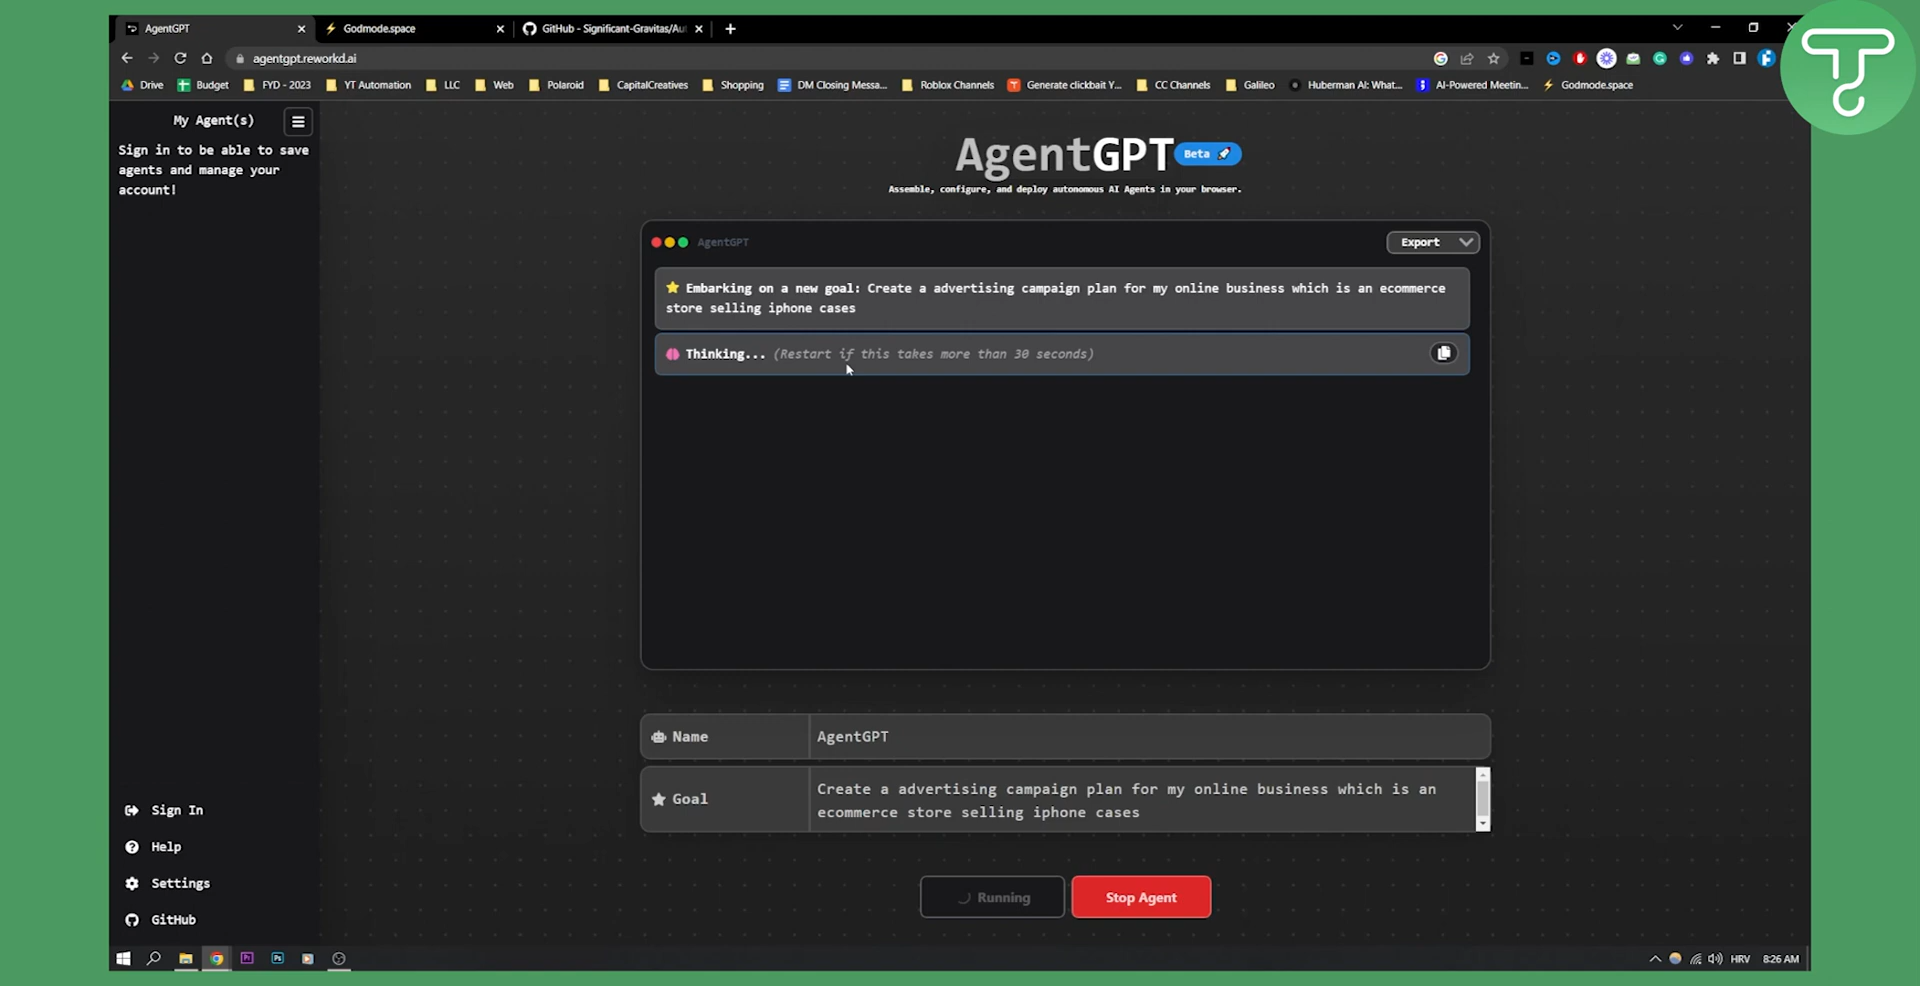 AgentGPT
Godmode.space
GitHub - Significant-Gravitas/Aut
agentgpt.reworkd.ai
Drive
Budget
FYD - 2023
YT Automation
LLC
Web
Polaroid
CapitalCreatives
Shopping
DM Closing Messa...
Roblox Channels
Generate clickbait Y...
CC Channels
Galileo
Huberman AI: What...
AI-Powered Meetin...
Godmode.space
My Agent(s)
Sign in to be able to save
agents and manage your
account!
AgentGPT
Beta
Assemble, configure, and deploy autonomous AI Agents in your browser.
AgentGPT
Export
Embarking on a new goal: Create a advertising campaign plan for my online business which is an ecommerce
store selling iphone cases
Thinking... (Restart if this takes more than 30 seconds)
Name
AgentGPT
Goal
Create a advertising campaign plan for my online business which is an
ecommerce store selling iphone cases
Running
Stop Agent
Sign In
Help
Settings
GitHub
Pr
Ps
HRV
8:26 AM